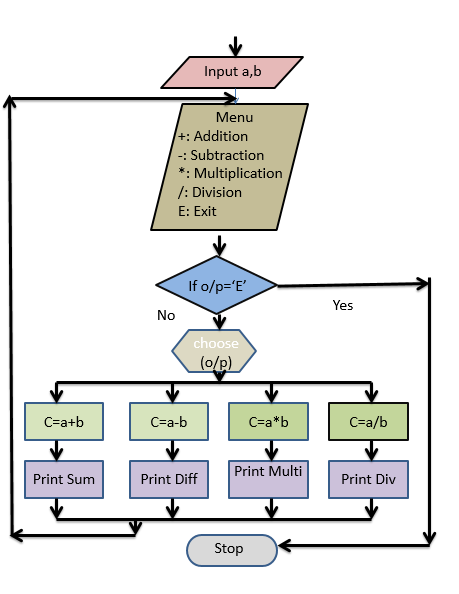 Input a,b
Menu
+: Addition
-: Subtraction
*: Multiplication
/: Division
E: Exit
If o/p=‘E’
No
Yes
choose
(o/p)
C=a+b
C=a-b
C=a*b
C=a/b
Print Sum
Print Diff
Print Multi
Print Div
Stop